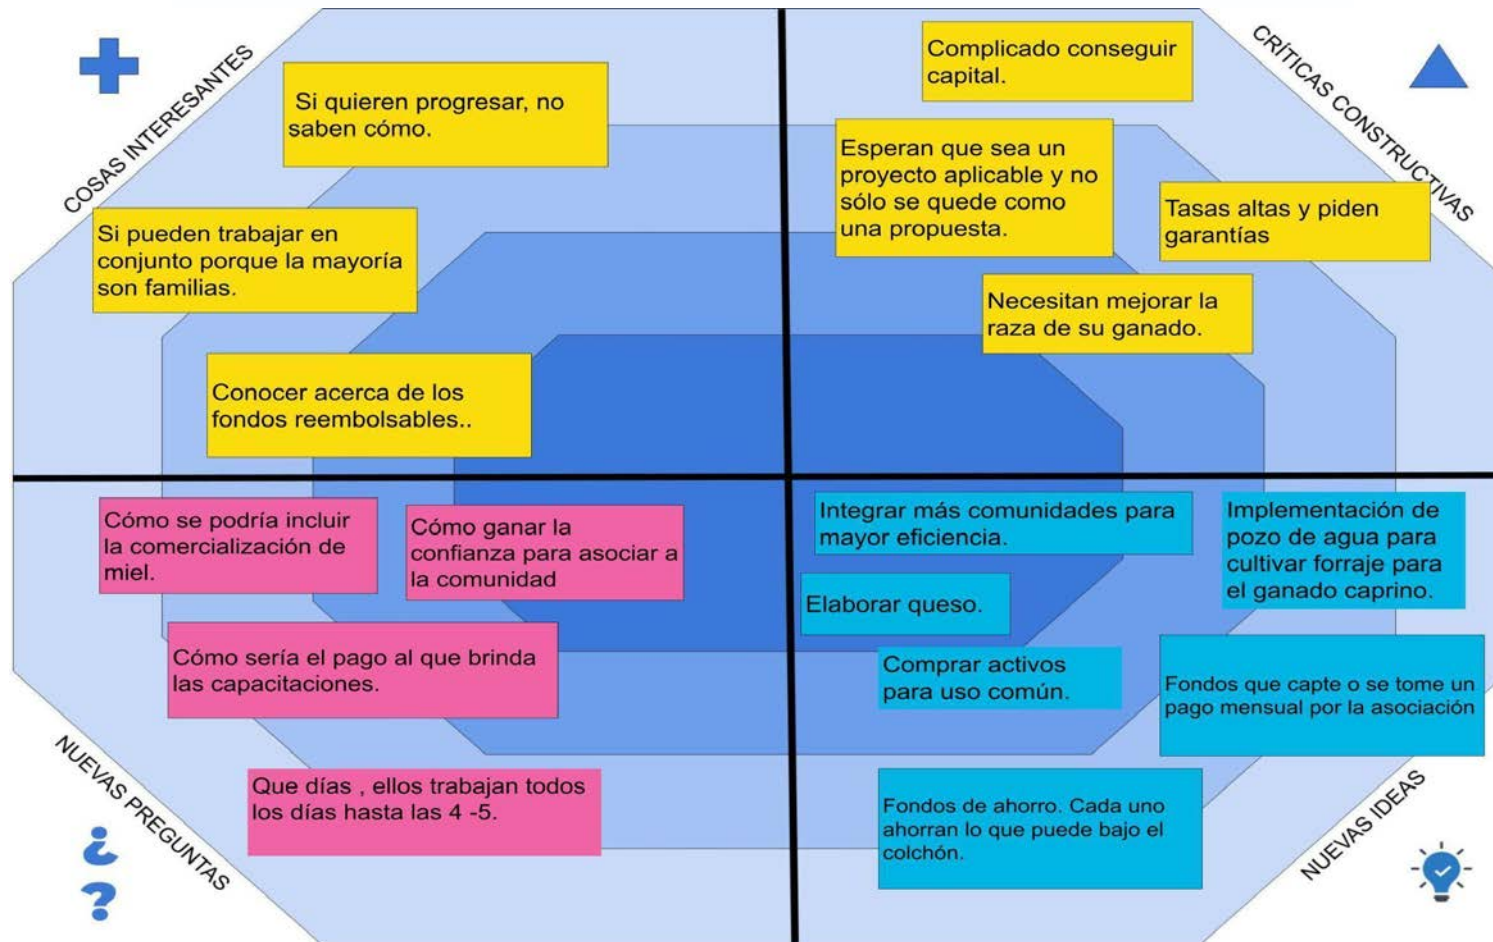 COSAS INTERESANTES
Si quieren progresar, no
saben cómo.
Si pueden trabajar en
conjunto porque la mayoría
son familias.
Conocer acerca de los
fondos reembolsables..
CRÍTICAS CONSTRUCTIVAS
Complicado conseguir
capital.
Esperan que sea un
proyecto aplicable y no
sólo se quede como
una propuesta.
Tasas altas y piden
garantías
Necesitan mejorar la
raza de su ganado.
NUEVAS PREGUNTAS
Cómo se podría incluir
la comercialización de
miel.
Cómo ganar la
confianza para asociar a
la comunidad
Cómo sería el pago al que brinda
las capacitaciones.
Que días , ellos trabajan todos
los días hasta las 4 -5.
¿
?
NUEVAS IDEAS
Integrar más comunidades para
mayor eficiencia.
Implementación de
pozo de agua para
cultivar forraje para
el ganado caprino.
Elaborar queso.
Comprar activos
para uso común.
Fondos que capte o se tome un
pago mensual por la asociación
Fondos de ahorro. Cada uno
ahorran lo que puede bajo el
colchón.